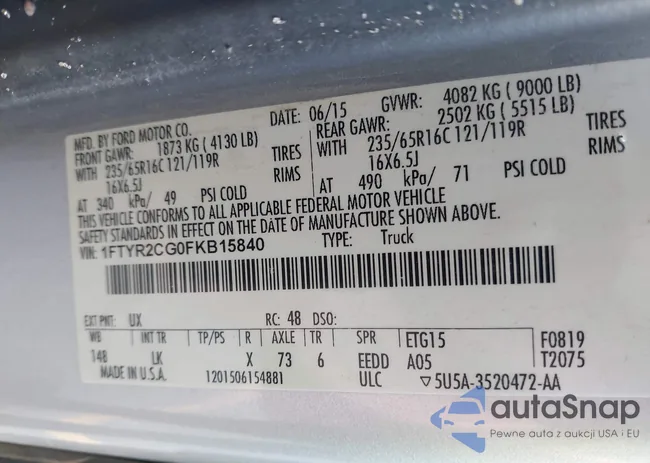 MFD. BY FORD MOTOR CO.
DATE: 06/15 GVWR: 4082 KG ( 9000 LB)
FRONT GAWR: 1873 KG ( 4130 LB) REAR GAWR: 2502 KG ( 5515 LB)
WITH 235/65R16C 121/119R TIRES WITH 235/65R16C 121/119R TIRES
16X6.5J RIMS 16X6.5J RIMS
AT 340 kPa/ 49 PSI COLD AT 490 kPa/ 71 PSI COLD
THIS VEHICLE CONFORMS TO ALL APPLICABLE FEDERAL MOTOR VEHICLE
SAFETY STANDARDS IN EFFECT ON THE DATE OF MANUFACTURE SHOWN ABOVE.
VIN: 1FTYR2CG0FKB15840 TYPE: Truck
EXT PNT: UX RC: 48 DSO:
WB INT TR TP/PS R AXLE TR SPR ETG15 F0819
148 LK X 73 6 EEDD A05 T2075
MADE IN U.S.A. 1201506154881 ULC ▽5U5A-3520472-AA
autaSnap
Pewne auta z aukcji USA i EU